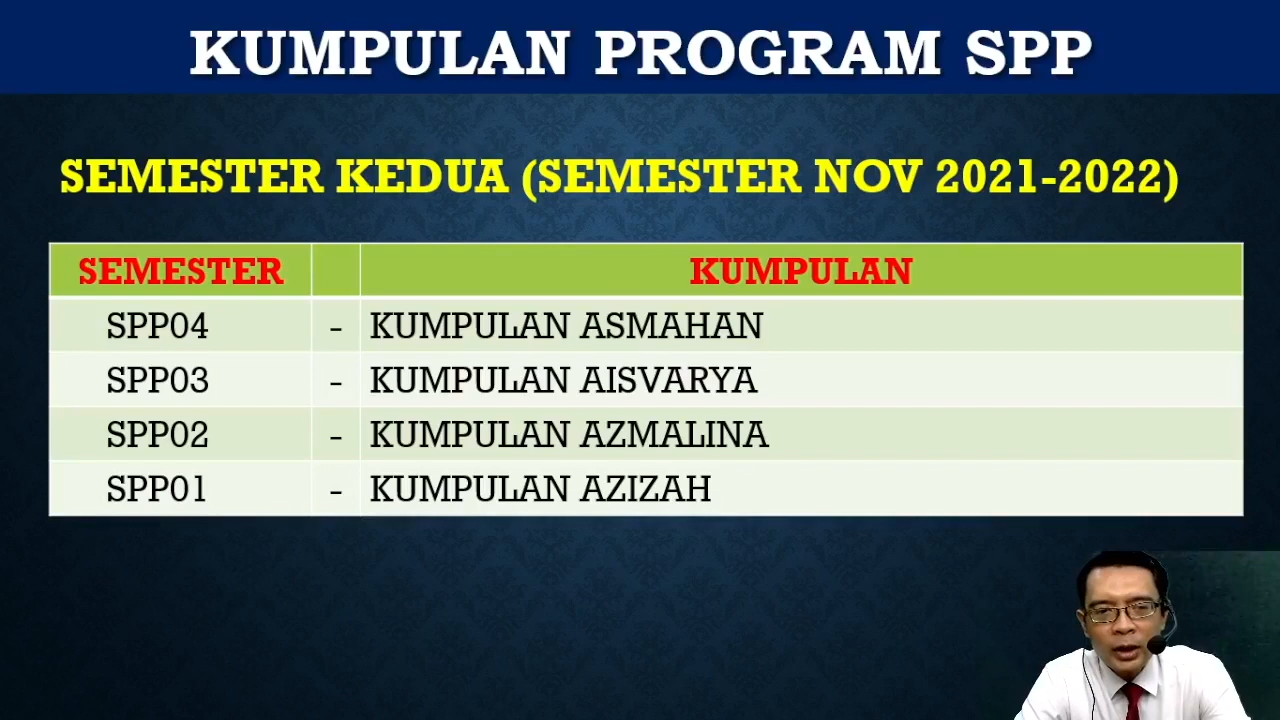 KUMPULAN PROGRAM SPP
SEMESTER KEDUA (SEMESTER NOV 2021-2022)
SEMESTER KUMPULAN
SPP04 - KUMPULAN ASMAHAN
SPP03 - KUMPULAN AISVARYA
SPP02 - KUMPULAN AZMALINA
SPP01 - KUMPULAN AZIZAH